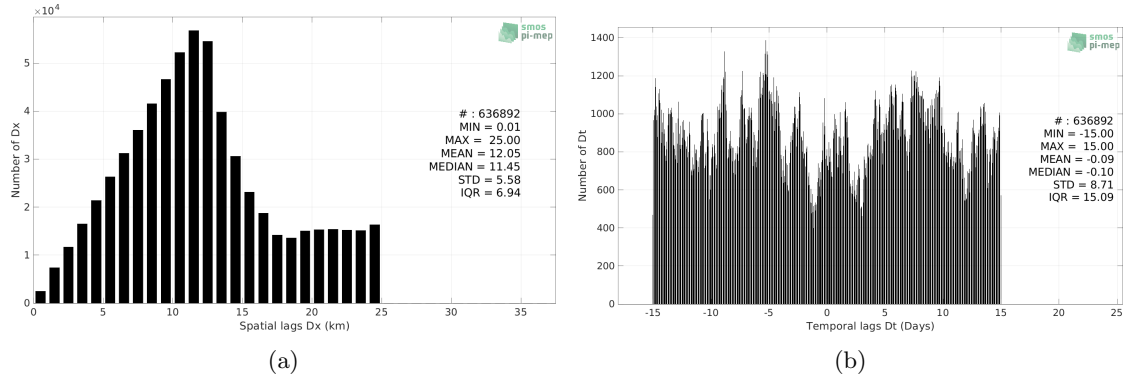 ×10⁴
smos
pi-mep
5
4
3
2
1
0
Number of Dx
# : 636892
MIN = 0.01
MAX = 25.00
MEAN = 12.05
MEDIAN = 11.45
STD = 5.58
IQR = 6.94
0 5 10 15 20 25 30 35
Spatial lags Dx (km)
(a)
smos
pi-mep
1400
1200
1000
800
600
400
200
0
Number of Dt
# : 636892
MIN = -15.00
MAX = 15.00
MEAN = -0.09
MEDIAN = -0.10
STD = 8.71
IQR = 15.09
-15 -10 -5 0 5 10 15 20 25
Temporal lags Dt (Days)
(b)